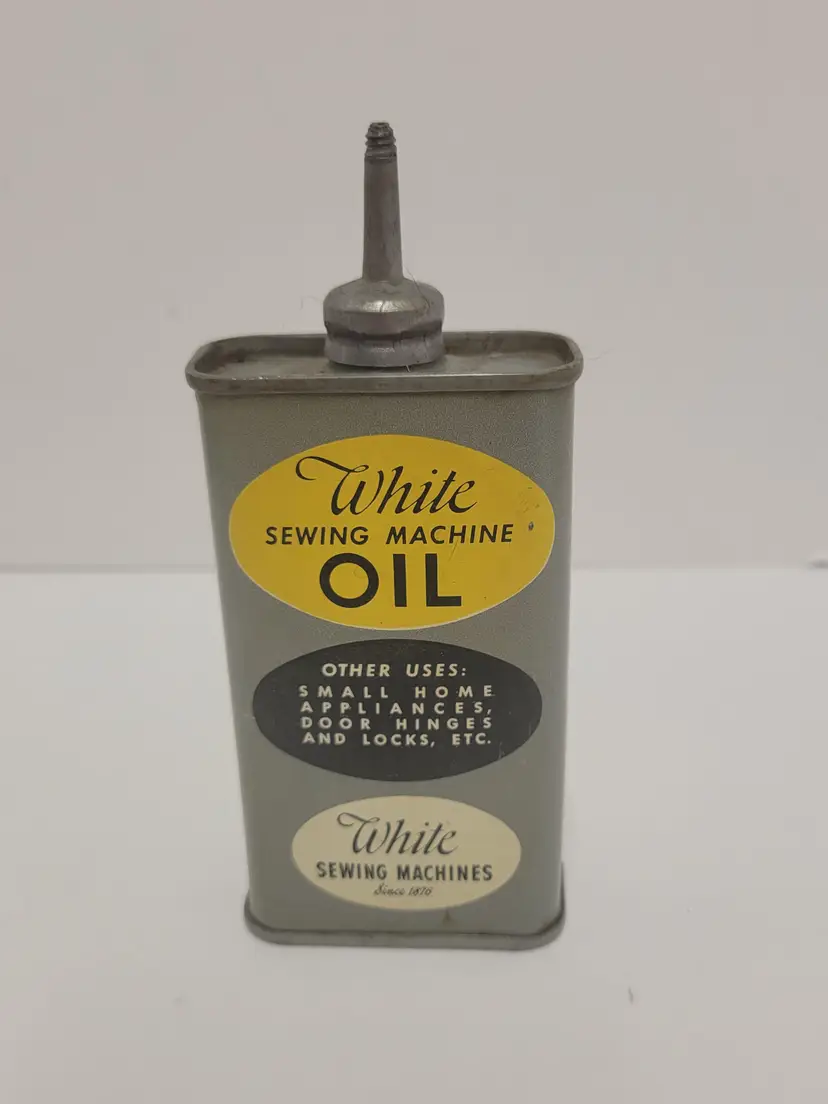 White
SEWING MACHINE
OIL
OTHER USES:
SMALL HOME
APPLIANCES,
DOOR HINGES
AND LOCKS, ETC.
White
SEWING MACHINES
Since 1876